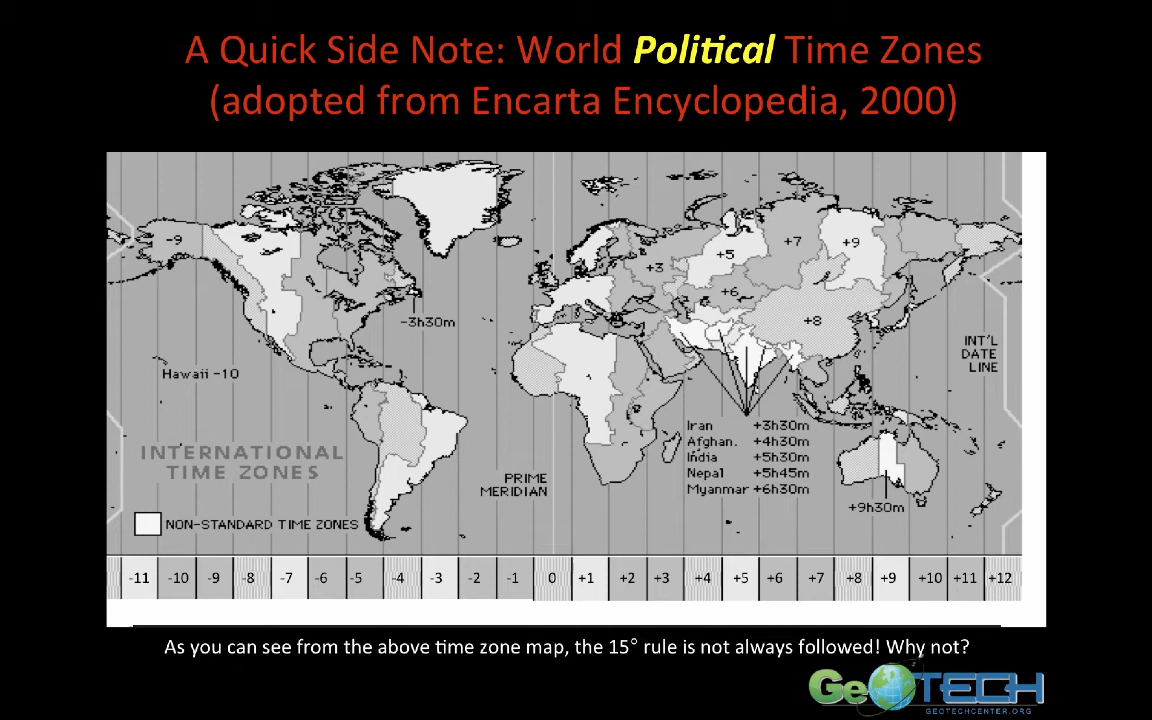 A Quick Side Note: World Political Time Zones
(adopted from Encarta Encyclopedia, 2000)
-9
+5
+7
+9
+3
+6
-3h30m
+8
Hawaii -10
INT'L
DATE
LINE
INTERNATIONAL
TIME ZONES
PRIME
MERIDIAN
Iran +3h30m
Afghan. +4h30m
India +5h30m
Nepal +5h45m
Myanmar +6h30m
+9h30m
NON-STANDARD TIME ZONES
-11 -10 -9 -8 -7 -6 -5 -4 -3 -2 -1 0 +1 +2 +3 +4 +5 +6 +7 +8 +9 +10 +11 +12
As you can see from the above time zone map, the 15° rule is not always followed! Why not?
GeoTECH
GEOTECHCENTER.ORG